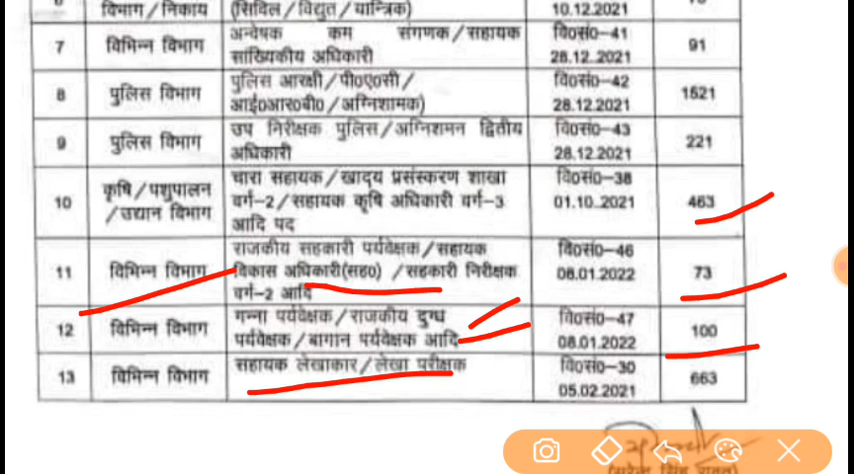 विभाग/निकाय (सिविल/विद्युत/यान्त्रिक) 10.12.2021
7 विभिन्न विभाग अन्वेषक कम संगणक/सहायक सांख्यिकीय अधिकारी वि0सं0-41 28.12.2021 91
8 पुलिस विभाग पुलिस आरक्षी/पी0ए0सी/ आई0आर0बी0/अग्निशामक) वि0सं0-42 28.12.2021 1521
9 पुलिस विभाग उप निरीक्षक पुलिस/अग्निशमन द्वितीय अधिकारी वि0सं0-43 28.12.2021 221
10 कृषि/पशुपालन /उद्यान विभाग चारा सहायक/खाद्य प्रसंस्करण शाखा वर्ग-2/सहायक कृषि अधिकारी वर्ग-3 आदि पद वि0सं0-38 01.10..2021 463
11 विभिन्न विभाग राजकीय सहकारी पर्यवेक्षक/सहायक विकास अधिकारी(सह0) /सहकारी निरीक्षक वर्ग-2 आदि वि0सं0-46 08.01.2022 73
12 विभिन्न विभाग गन्ना पर्यवेक्षक/राजकीय दुग्ध पर्यवेक्षक/बागान पर्यवेक्षक आदि वि0सं0-47 08.01.2022 100
13 विभिन्न विभाग सहायक लेखाकार/लेखा परीक्षक वि0सं0-30 05.02.2021 663